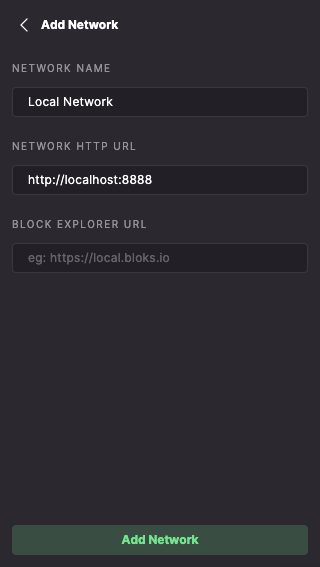 Add Network
NETWORK NAME
Local Network
NETWORK HTTP URL
http://localhost:8888
BLOCK EXPLORER URL
eg: https://local.bloks.io
Add Network